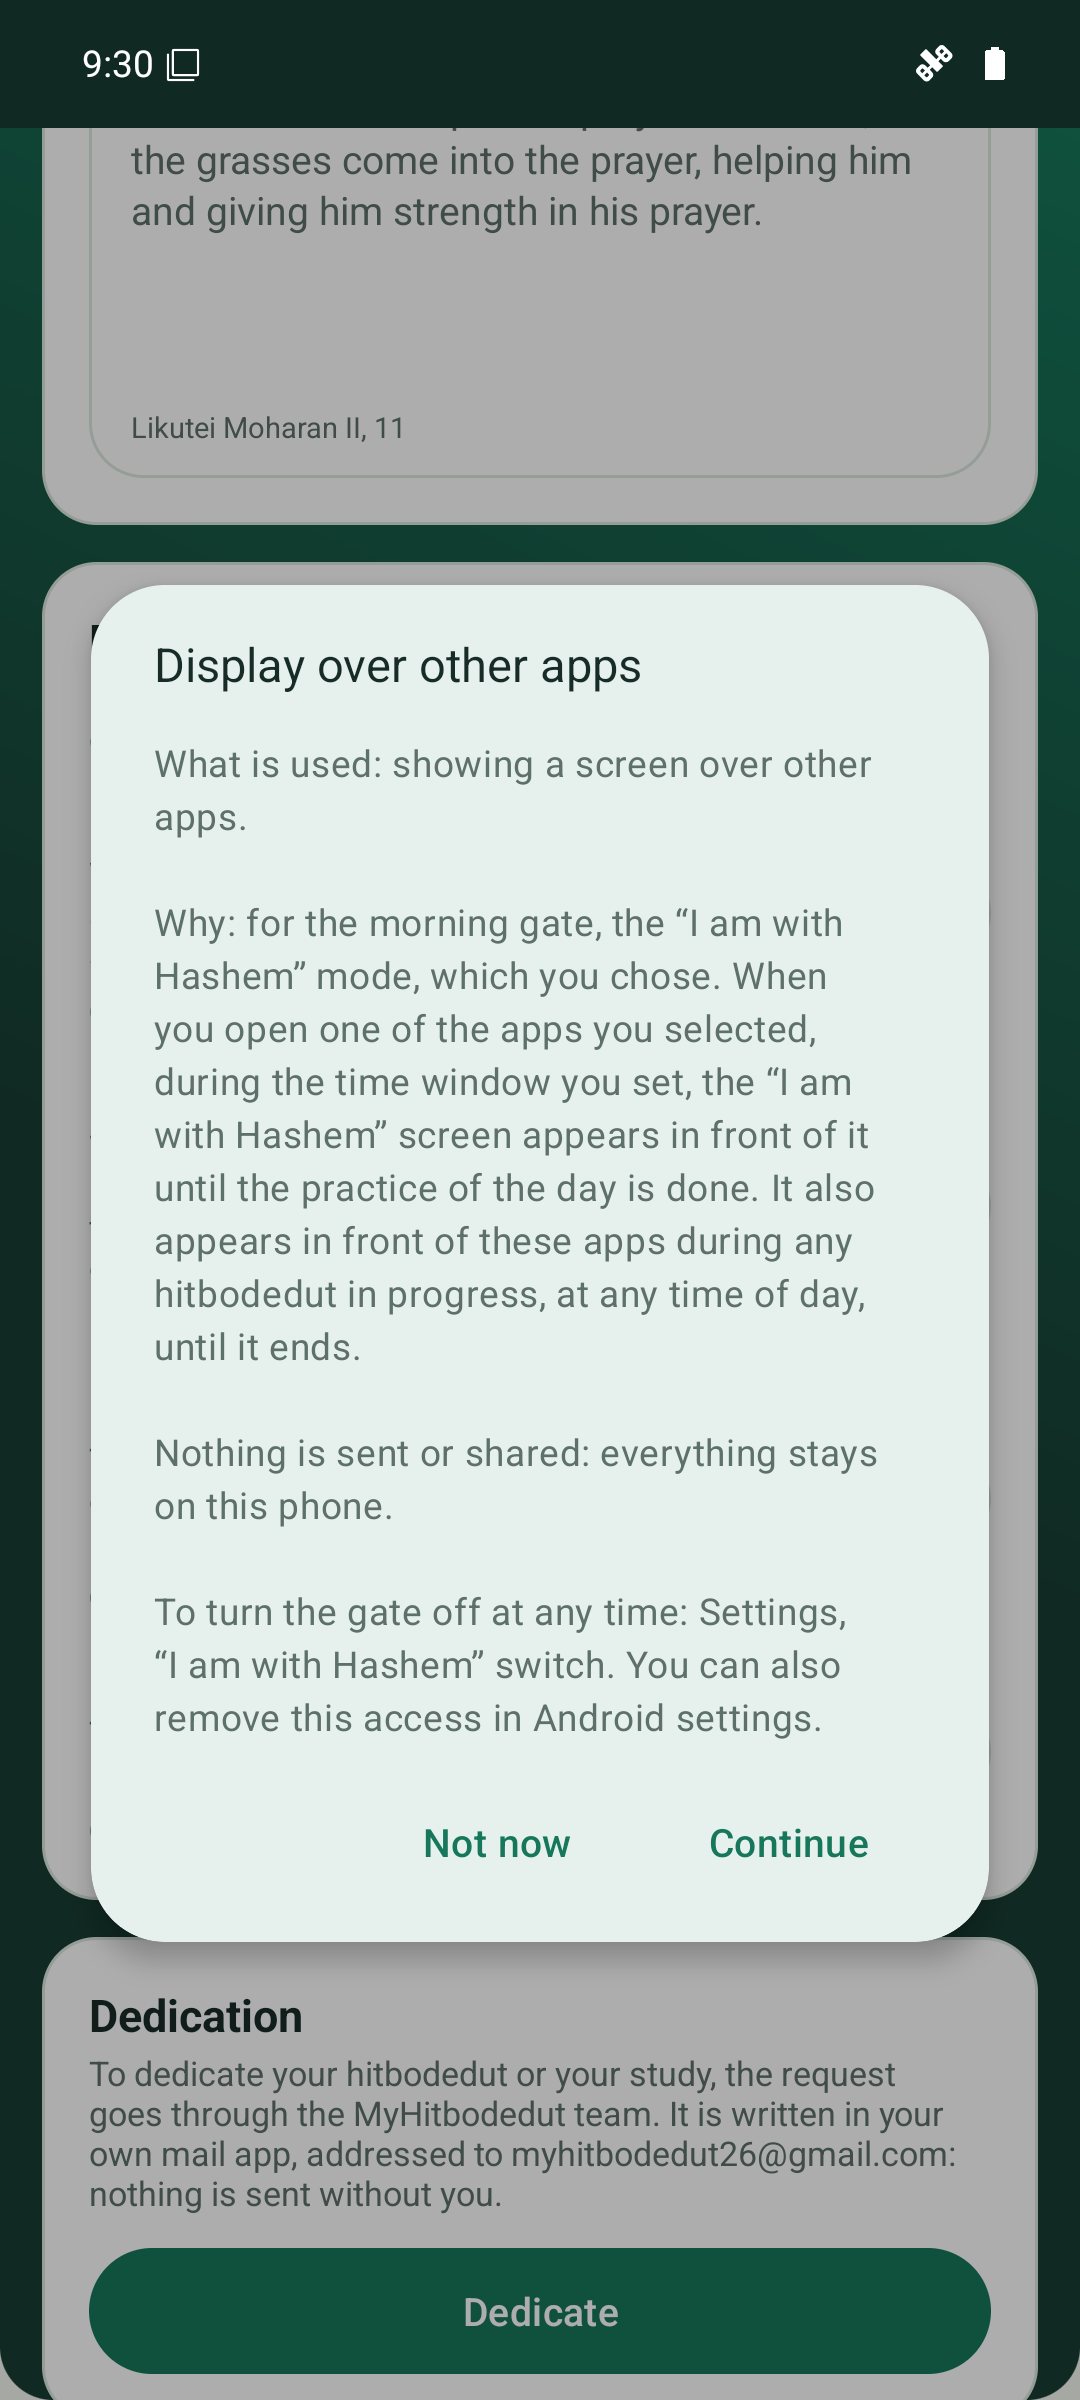 9:30
the grasses come into the prayer, helping him
and giving him strength in his prayer.
Likutei Moharan II, 11
Display over other apps
What is used: showing a screen over other
apps.
Why: for the morning gate, the “I am with
Hashem” mode, which you chose. When
you open one of the apps you selected,
during the time window you set, the “I am
with Hashem” screen appears in front of it
until the practice of the day is done. It also
appears in front of these apps during any
hitbodedut in progress, at any time of day,
until it ends.
Nothing is sent or shared: everything stays
on this phone.
To turn the gate off at any time: Settings,
“I am with Hashem” switch. You can also
remove this access in Android settings.
Not now
Continue
Dedication
To dedicate your hitbodedut or your study, the request
goes through the MyHitbodedut team. It is written in your
own mail app, addressed to myhitbodedut26@gmail.com:
nothing is sent without you.
Dedicate